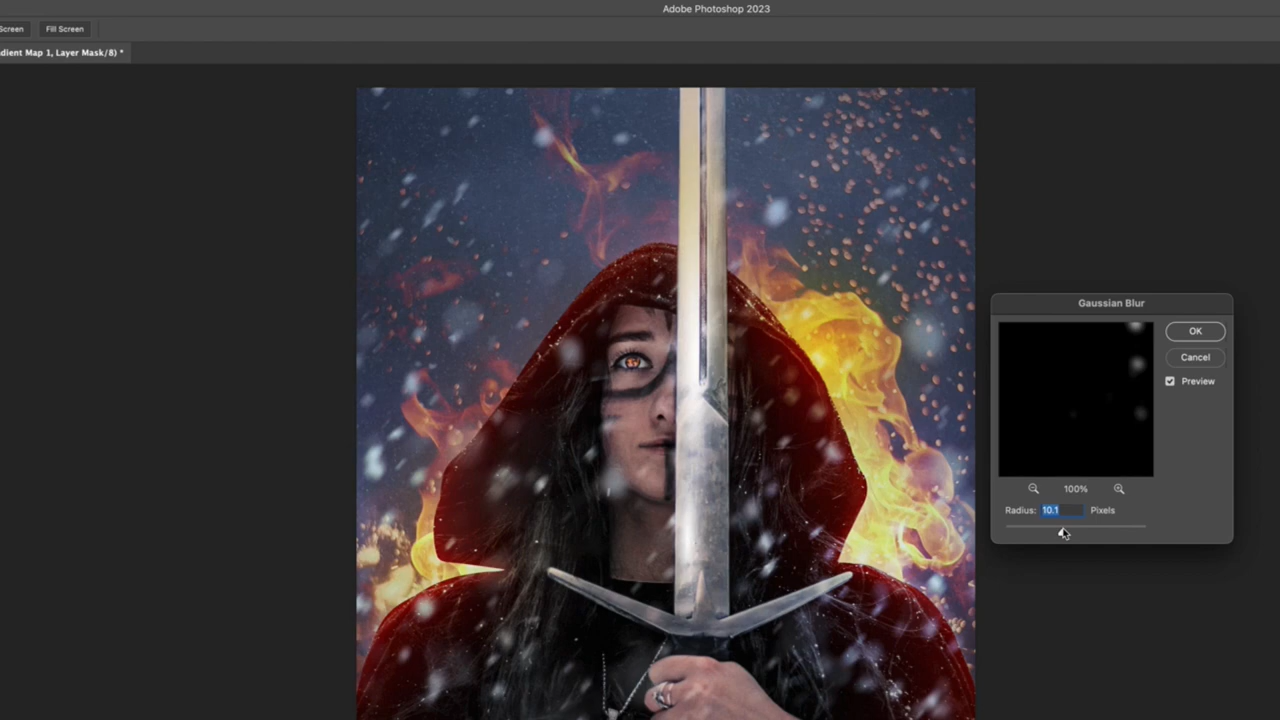 Adobe Photoshop 2023
Screen
Fill Screen
dient Map 1, Layer Mask/8) *
Gaussian Blur
OK
Cancel
Preview
100%
Radius: 10.1 Pixels